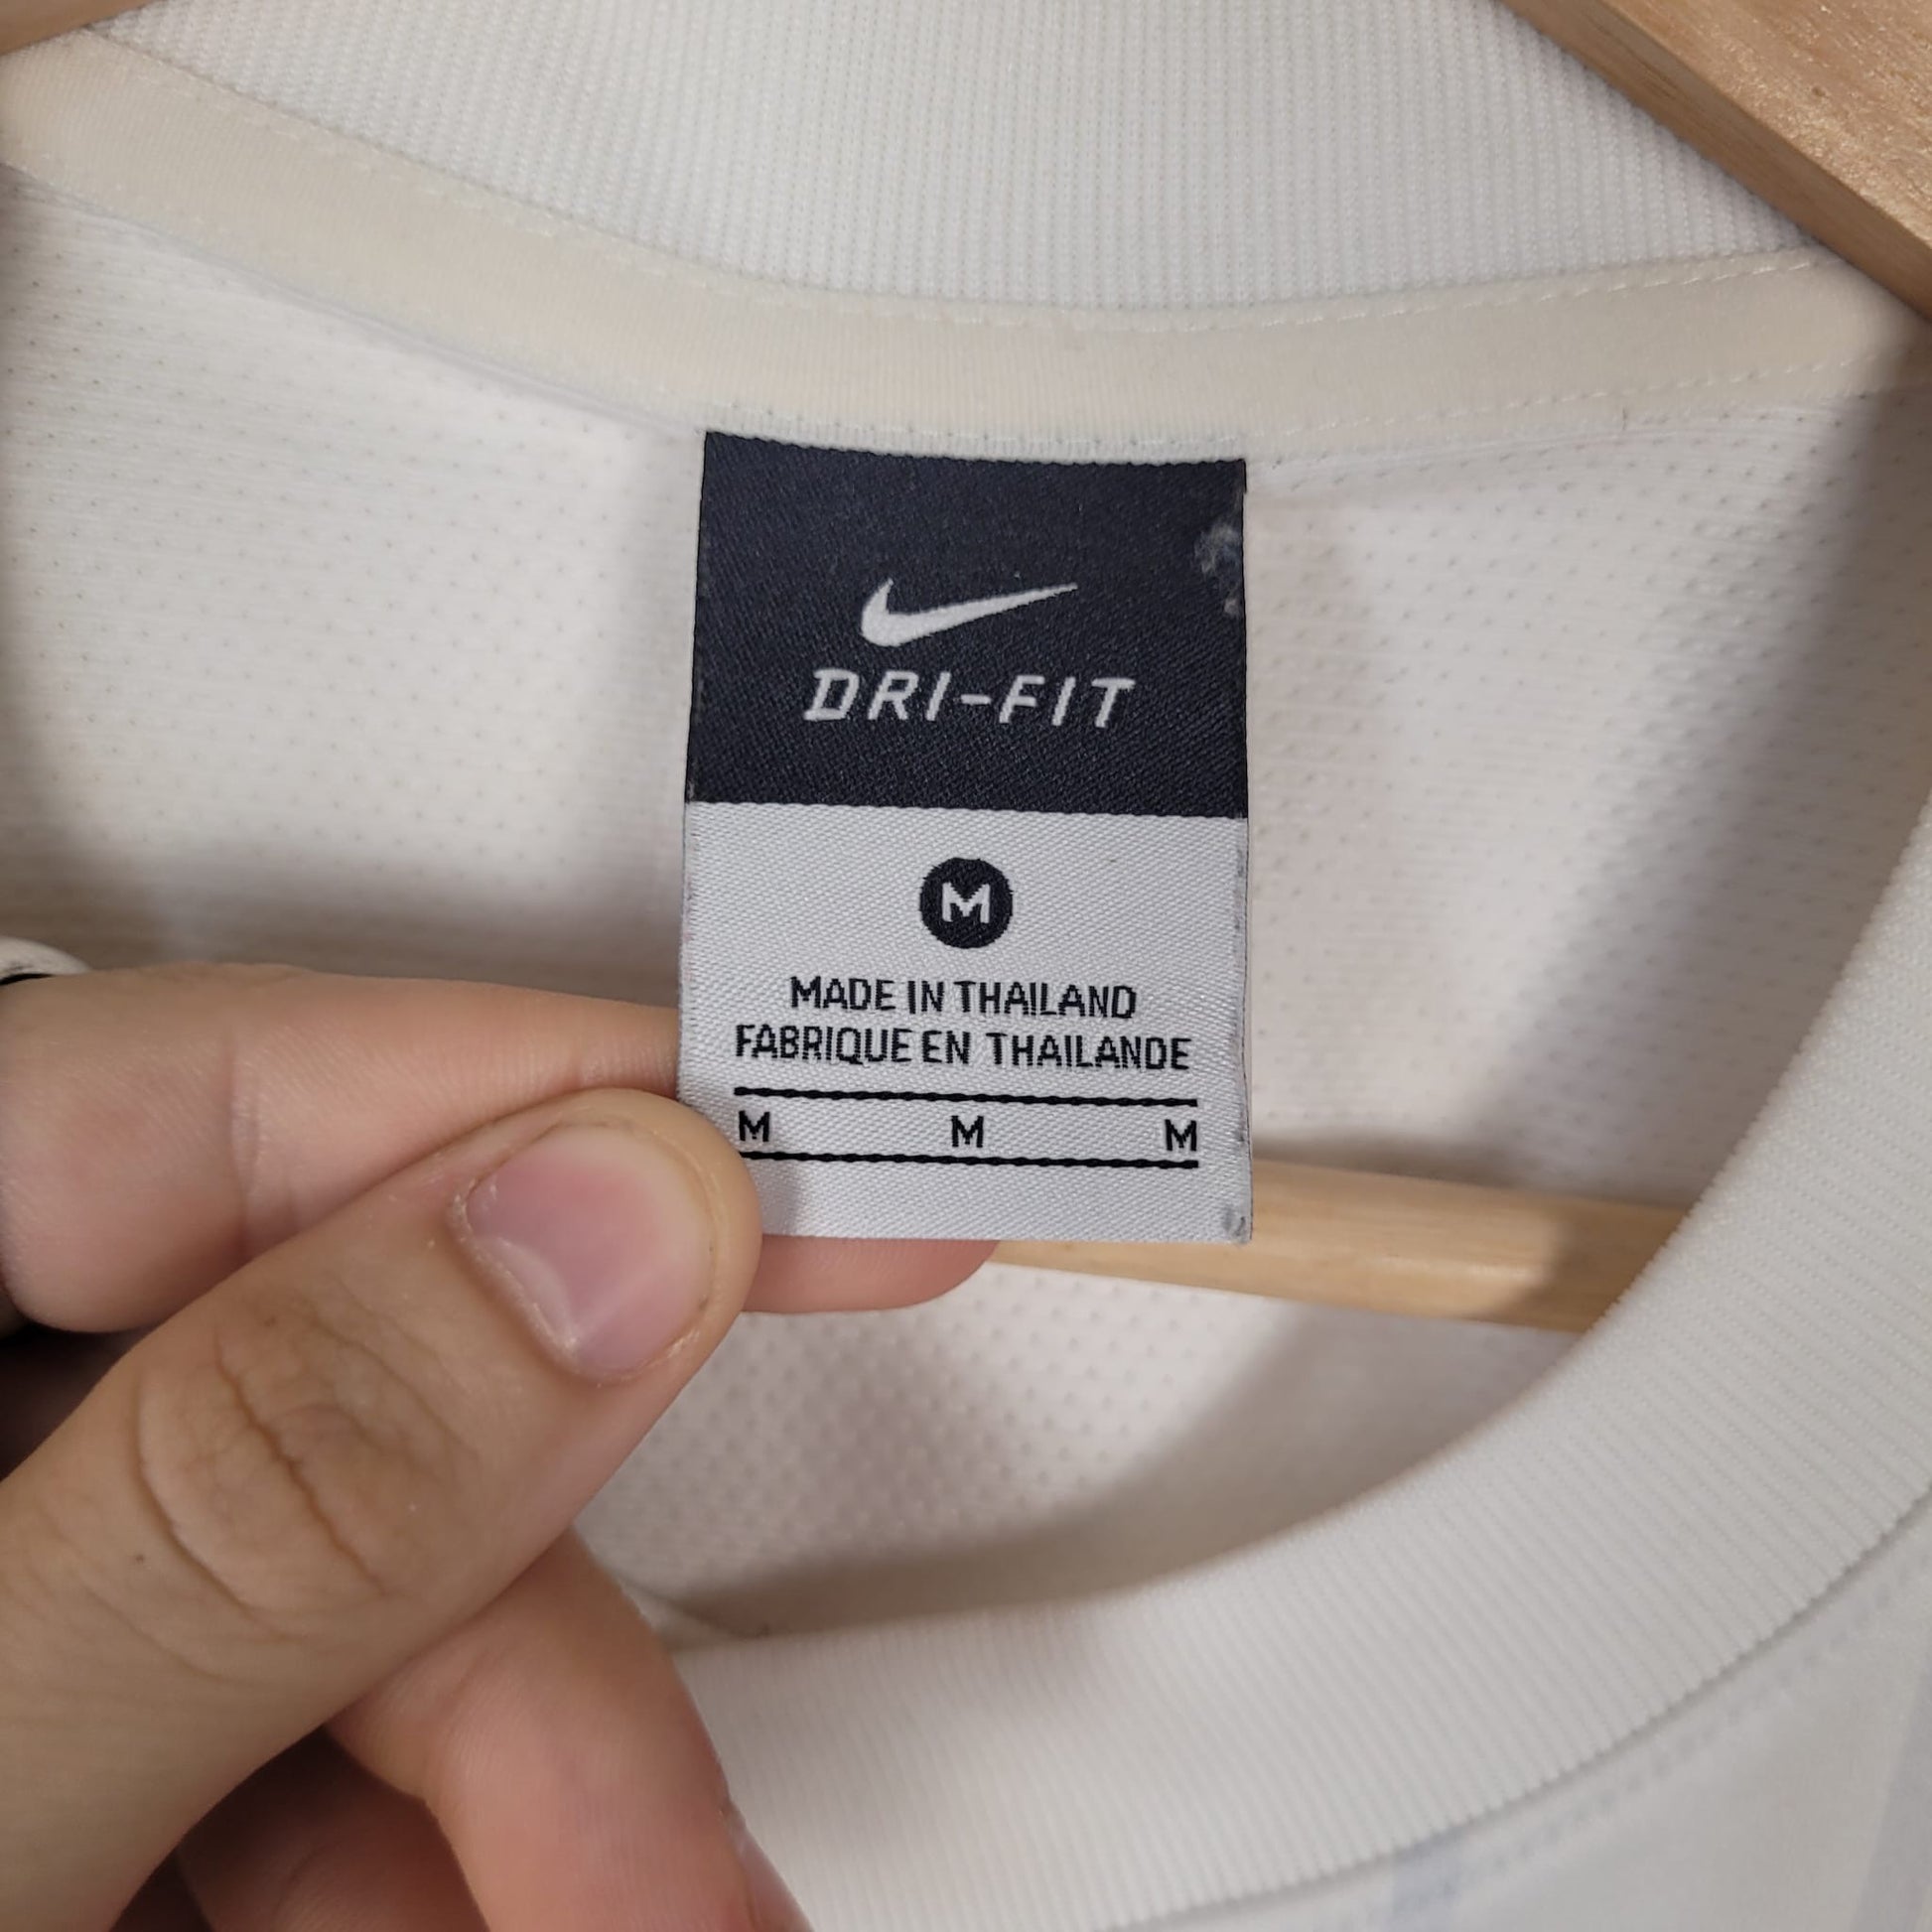 DRI-FIT
M
MADE IN THAILAND
FABRIQUE EN THAILANDE
M M M